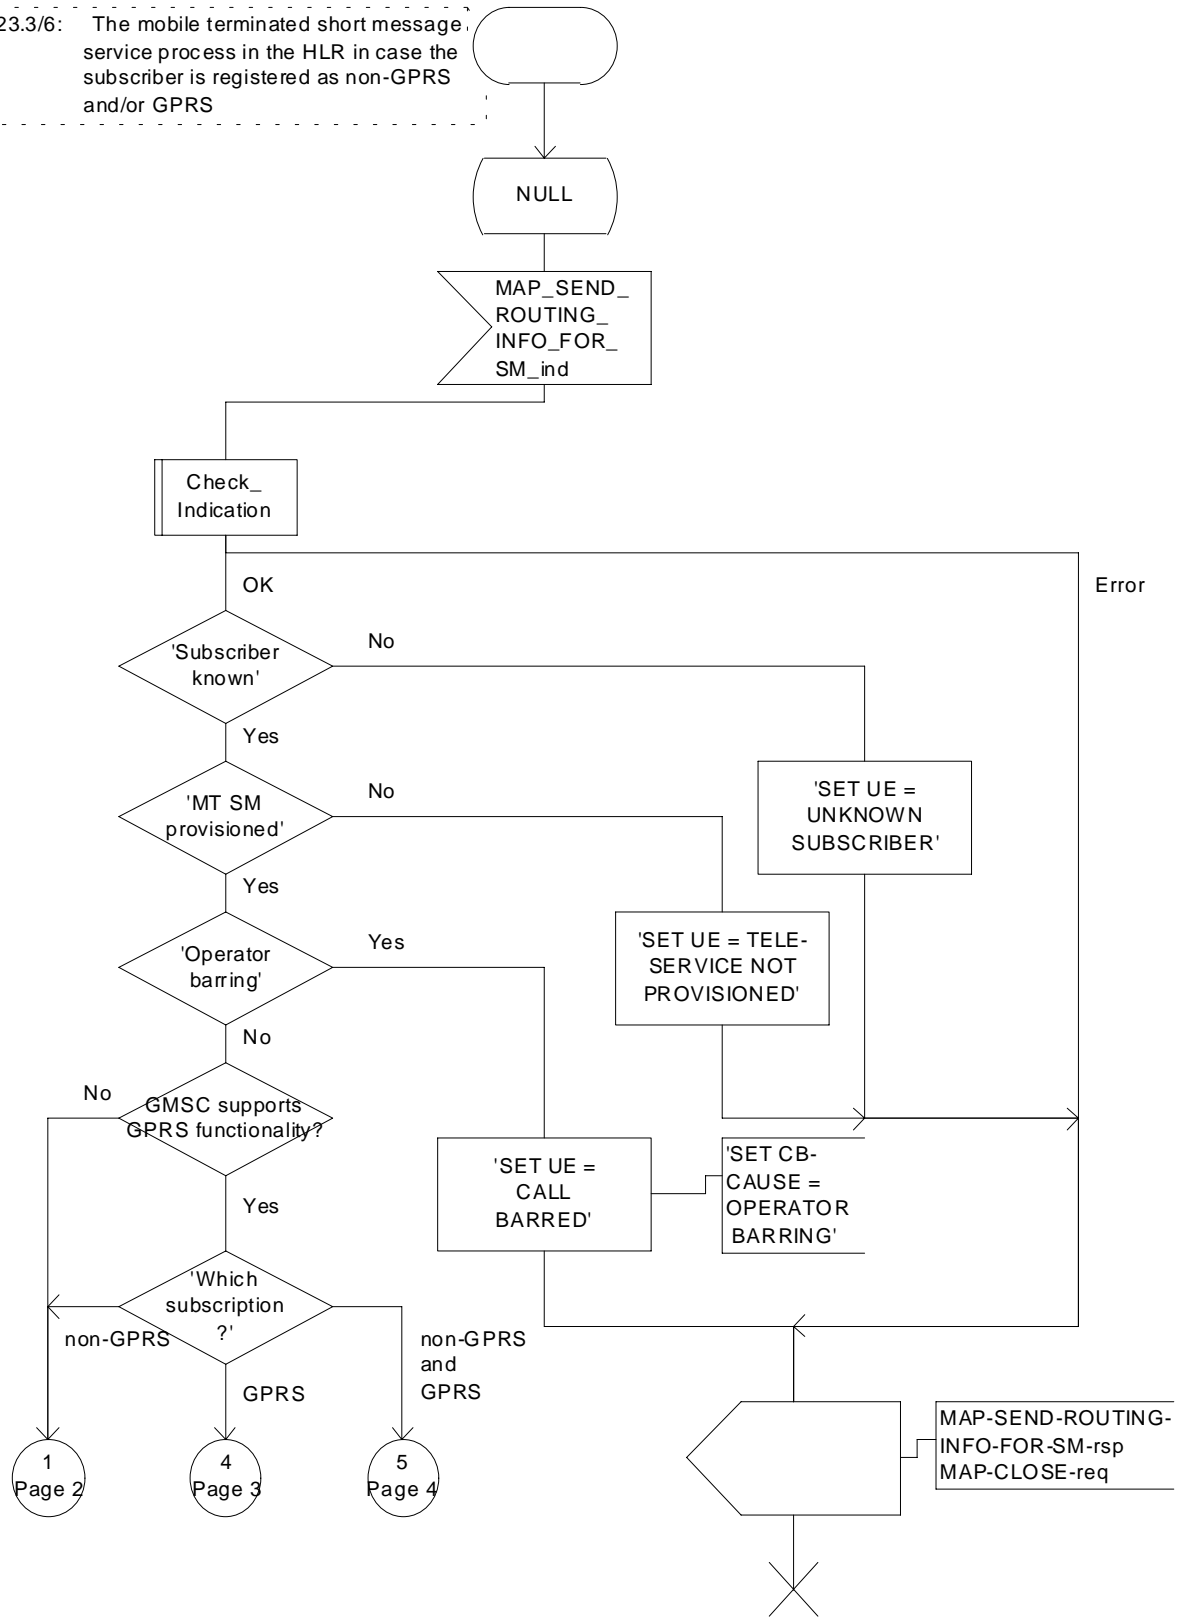 23.3/6: The mobile terminated short message
service process in the HLR in case the
subscriber is registered as non-GPRS
and/or GPRS
NULL
MAP_SEND_
ROUTING_
INFO_FOR_
SM_ind
Check_
Indication
OK
Error
'Subscriber
known'
No
Yes
'MT SM
provisioned'
No
'SET UE =
UNKNOWN
SUBSCRIBER'
Yes
'Operator
barring'
Yes
'SET UE = TELE-
SERVICE NOT
PROVISIONED'
No
No
GMSC supports
GPRS functionality?
Yes
'SET UE =
CALL
BARRED'
'SET CB-
CAUSE =
OPERATOR
BARRING'
'Which
subscription
?'
non-GPRS
GPRS
non-GPRS
and
GPRS
1
Page 2
4
Page 3
5
Page 4
MAP-SEND-ROUTING-
INFO-FOR-SM-rsp
MAP-CLOSE-req